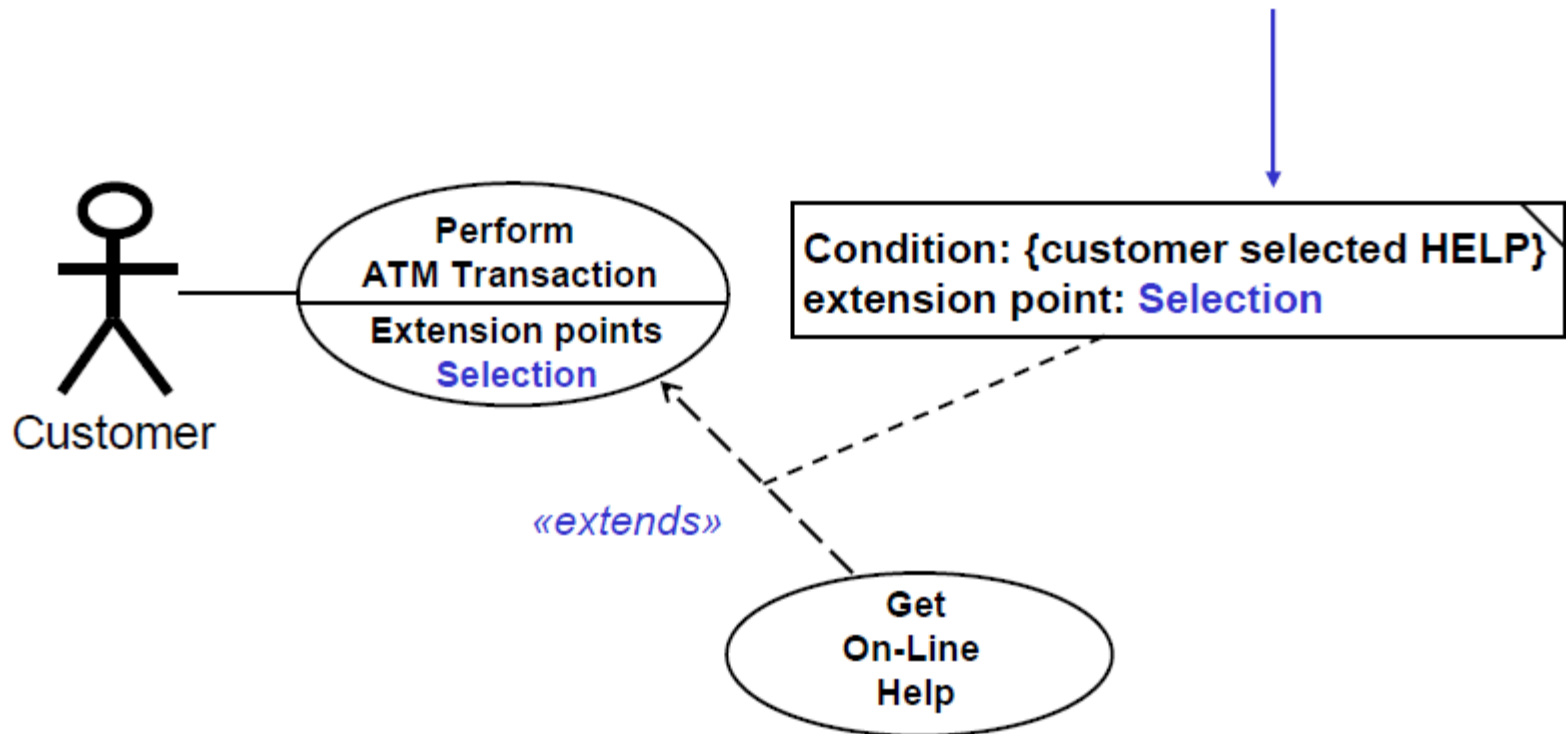 Perform
ATM Transaction
Extension points
Selection
Condition: {customer selected HELP}
extension point: Selection
Customer
«extends»
Get
On-Line
Help